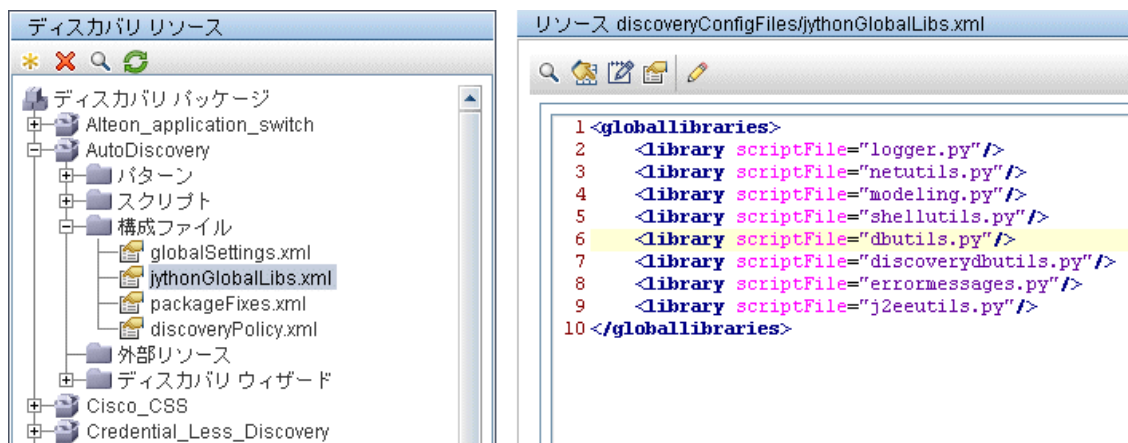 ディスカバリ リソース
ディスカバリ パッケージ
Alteon_application_switch
AutoDiscovery
パターン
スクリプト
構成ファイル
globalSettings.xml
jythonGlobalLibs.xml
packageFixes.xml
discoveryPolicy.xml
外部リソース
ディスカバリ ウィザード
Cisco_CSS
Credential_Less_Discovery
リソース discoveryConfigFiles/jythonGlobalLibs.xml
1 <globallibraries>
2 <library scriptFile="logger.py"/>
3 <library scriptFile="netutils.py"/>
4 <library scriptFile="modeling.py"/>
5 <library scriptFile="shellutils.py"/>
6 <library scriptFile="dbutils.py"/>
7 <library scriptFile="discoverydbutils.py"/>
8 <library scriptFile="errormessages.py"/>
9 <library scriptFile="j2eeutils.py"/>
10 </globallibraries>